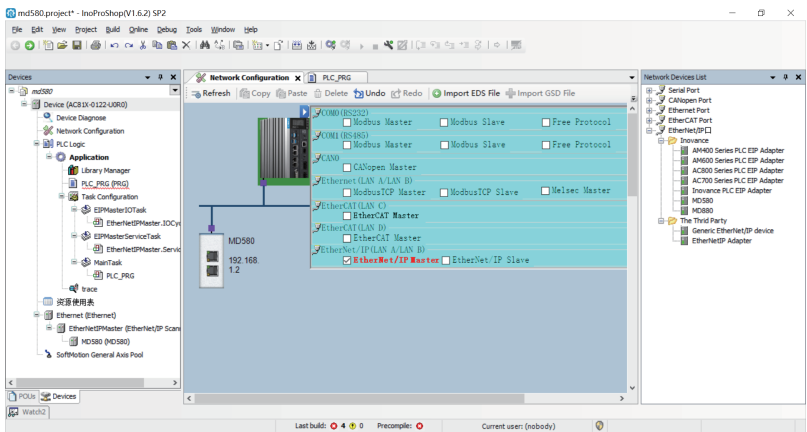 md580.project* - InoProShop(V1.6.2) SP2
File Edit View Project Build Online Debug Tools Window Help
Devices
md580
Device (AC81X-0122-U0R0)
Device Diagnose
Network Configuration
PLC Logic
Application
Library Manager
PLC_PRG (PRG)
Task Configuration
EIPMasterIOTask
EtherNetIPMaster.IOCyc
EIPMasterServiceTask
EtherNetIPMaster.Servic
MainTask
PLC_PRG
trace
资源使用表
Ethernet (Ethernet)
EtherNetIPMaster (EtherNet/IP Scann
MD580 (MD580)
SoftMotion General Axis Pool
POUs Devices
Watch2
Network Configuration PLC_PRG
Refresh Copy Paste Delete Undo Redo Import EDS File Import GSD File
COM0(RS232)
Modbus Master Modbus Slave Free Protocol
COM1(RS485)
Modbus Master Modbus Slave Free Protocol
CAN0
CANopen Master
Ethernet(LAN A/LAN B)
ModbusTCP Master ModbusTCP Slave Melsec Master
EtherCAT(LAN C)
EtherCAT Master
EtherCAT(LAN D)
EtherCAT Master
EtherNet/IP(LAN A/LAN B)
EtherNet/IP Master EtherNet/IP Slave
MD580
192.168.
1.2
Network Devices List
Serial Port
CANopen Port
Ethernet Port
EtherCAT Port
EtherNet/IP口
Inovance
AM400 Series PLC EIP Adapter
AM600 Series PLC EIP Adapter
AC800 Series PLC EIP Adapter
AC700 Series PLC EIP Adapter
Inovance PLC EIP Adapter
MD580
MD880
The Thrid Party
Generic EtherNet/IP device
EtherNetIP Adapter
Last build: 4 0 Precompile: Current user: (nobody)